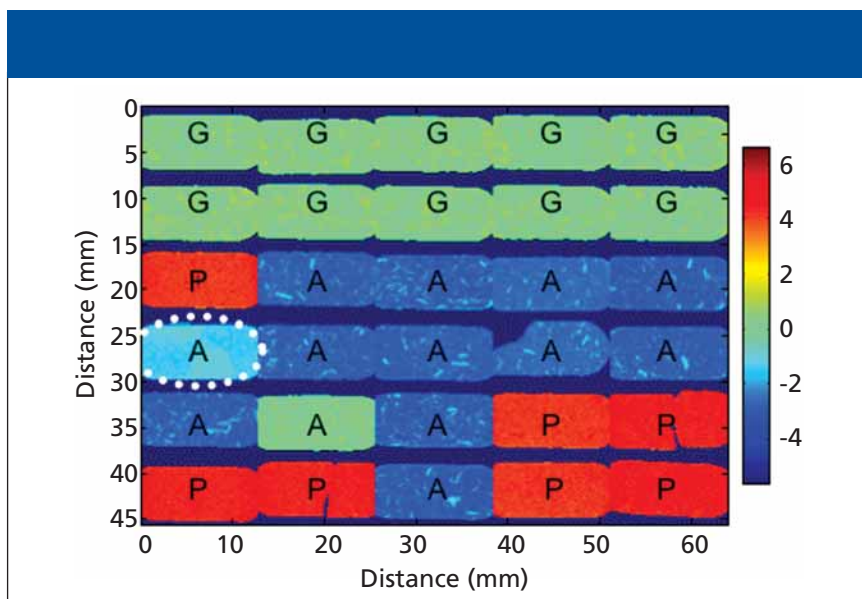 0
G G G G G
5
6
10
G G G G G
4
15
P A A A A
20
2
25
0
A A A A A
30
-2
35
A A A P P
-4
40
P P A P P
45
0 10 20 30 40 50 60
Distance (mm)
Distance (mm)